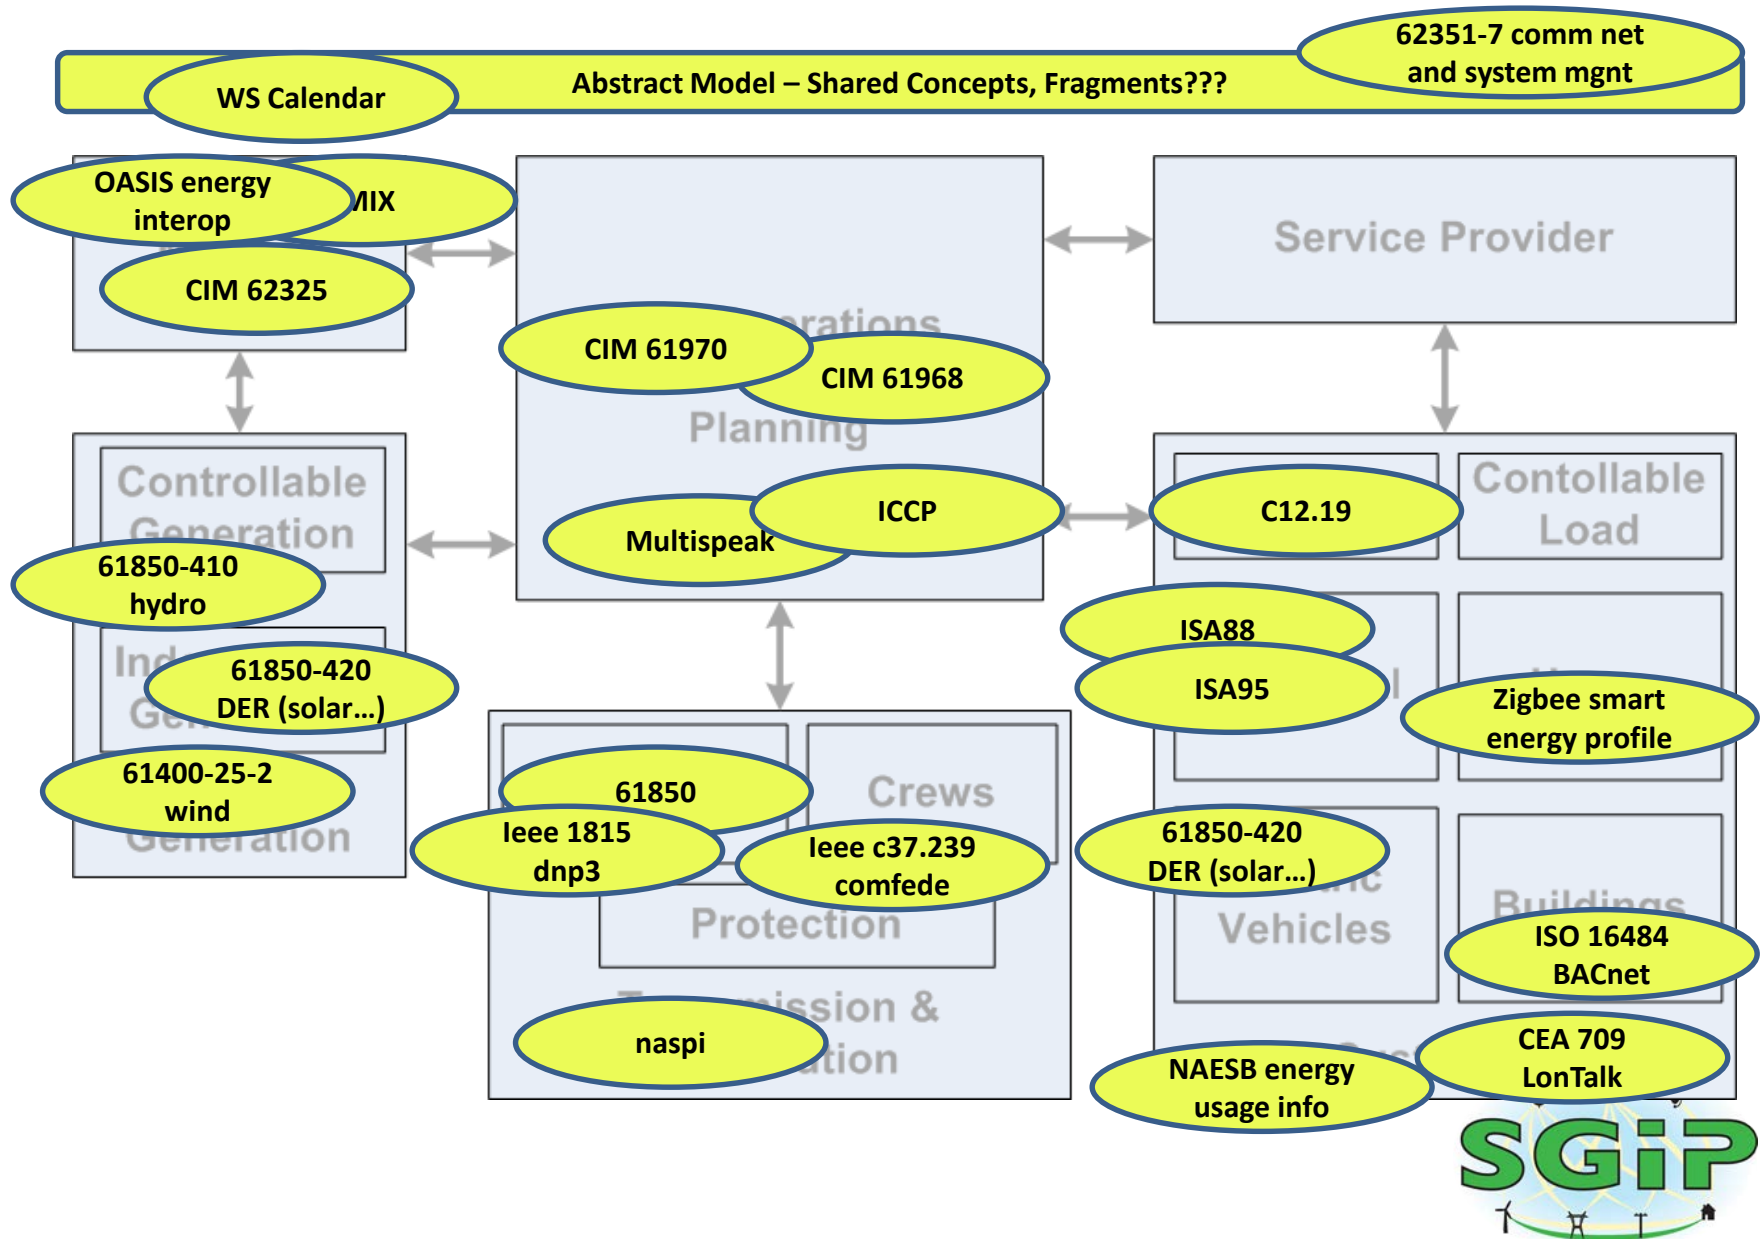 62351-7 comm net
and system mgnt
Abstract Model – Shared Concepts, Fragments???
WS Calendar
OASIS energy
interop
CIM 62325
Service Provider
CIM 61970
CIM 61968
Planning
Multispeak
ICCP
Controllable
Generation
61850-410
hydro
61850-420
DER (solar...)
61400-25-2
wind
Generation
C12.19
Contollable
Load
ISA88
ISA95
Zigbee smart
energy profile
61850-420
DER (solar...)
Vehicles
Buildings
ISO 16484
BACnet
CEA 709
LonTalk
NAESB energy
usage info
61850
Crews
Ieee 1815
dnp3
Ieee c37.239
comfede
Protection
&
naspi
SGiP